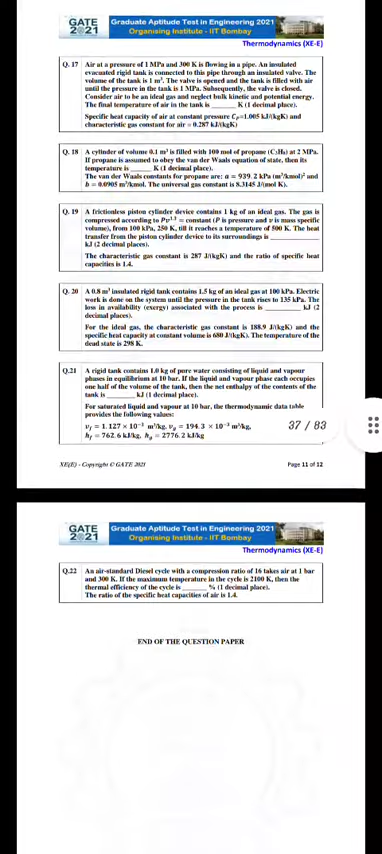 GATE
2021
Graduate Aptitude Test in Engineering 2021
Organising Institute - IIT Bombay
Thermodynamics (XE-E)
Q. 17 Air at a pressure of 1 MPa and 300 K is flowing in a pipe. An insulated
evacuated rigid tank is connected to this pipe through an insulated valve. The
volume of the tank is 1 m³. The valve is opened and the tank is filled with air
until the pressure in the tank is 1 MPa. Subsequently, the valve is closed.
Consider air to be an ideal gas and neglect bulk kinetic and potential energy.
The final temperature of air in the tank is ______ K (1 decimal place).
Specific heat capacity of air at constant pressure Cₚ=1.005 kJ/(kgK) and
characteristic gas constant for air = 0.287 kJ/(kgK)
Q. 18 A cylinder of volume 0.1 m³ is filled with 100 mol of propane (C₃H₈) at 2 MPa.
If propane is assumed to obey the van der Waals equation of state, then its
temperature is ______ K (1 decimal place).
The van der Waals constants for propane are: a = 939.2 kPa (m³/kmol)² and
b = 0.0905 m³/kmol. The universal gas constant is 8.3145 J/(mol K).
Q. 19 A frictionless piston cylinder device contains 1 kg of an ideal gas. The gas is
compressed according to Pv¹·³ = constant (P is pressure and v is mass specific
volume), from 100 kPa, 250 K, till it reaches a temperature of 500 K. The heat
transfer from the piston cylinder device to its surroundings is ______
kJ (2 decimal places).
The characteristic gas constant is 287 J/(kgK) and the ratio of specific heat
capacities is 1.4.
Q. 20 A 0.8 m³ insulated rigid tank contains 1.5 kg of an ideal gas at 100 kPa. Electric
work is done on the system until the pressure in the tank rises to 135 kPa. The
loss in availability (exergy) associated with the process is ______ kJ (2
decimal places).
For the ideal gas, the characteristic gas constant is 188.9 J/(kgK) and the
specific heat capacity at constant volume is 680 J/(kgK). The temperature of the
dead state is 298 K.
Q.21 A rigid tank contains 1.0 kg of pure water consisting of liquid and vapour
phases in equilibrium at 10 bar. If the liquid and vapour phase each occupies
one half of the volume of the tank, then the net enthalpy of the contents of the
tank is ______ kJ (1 decimal place).
For saturated liquid and vapour at 10 bar, the thermodynamic data table
provides the following values:
v_f = 1.127 × 10⁻³ m³/kg, v_g = 194.3 × 10⁻³ m³/kg,
h_f = 762.6 kJ/kg, h_g = 2776.2 kJ/kg
37 / 83
XE(E) - Copyright © GATE 2021
Page 11 of 12
GATE
2021
Graduate Aptitude Test in Engineering 2021
Organising Institute - IIT Bombay
Thermodynamics (XE-E)
Q.22 An air-standard Diesel cycle with a compression ratio of 16 takes air at 1 bar
and 300 K. If the maximum temperature in the cycle is 2100 K, then the
thermal efficiency of the cycle is ______ % (1 decimal place).
The ratio of the specific heat capacities of air is 1.4.
END OF THE QUESTION PAPER